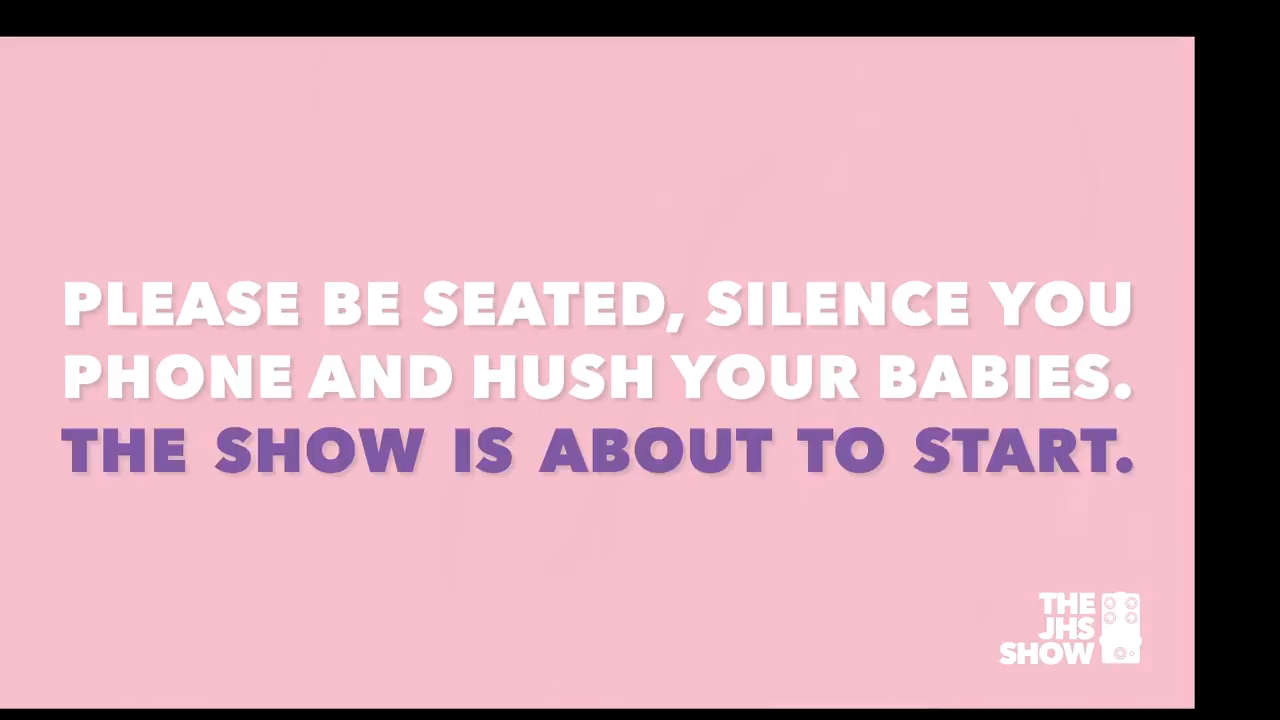 PLEASE BE SEATED, SILENCE YOU
PHONE AND HUSH YOUR BABIES.
THE SHOW IS ABOUT TO START.
THE
JHS
SHOW